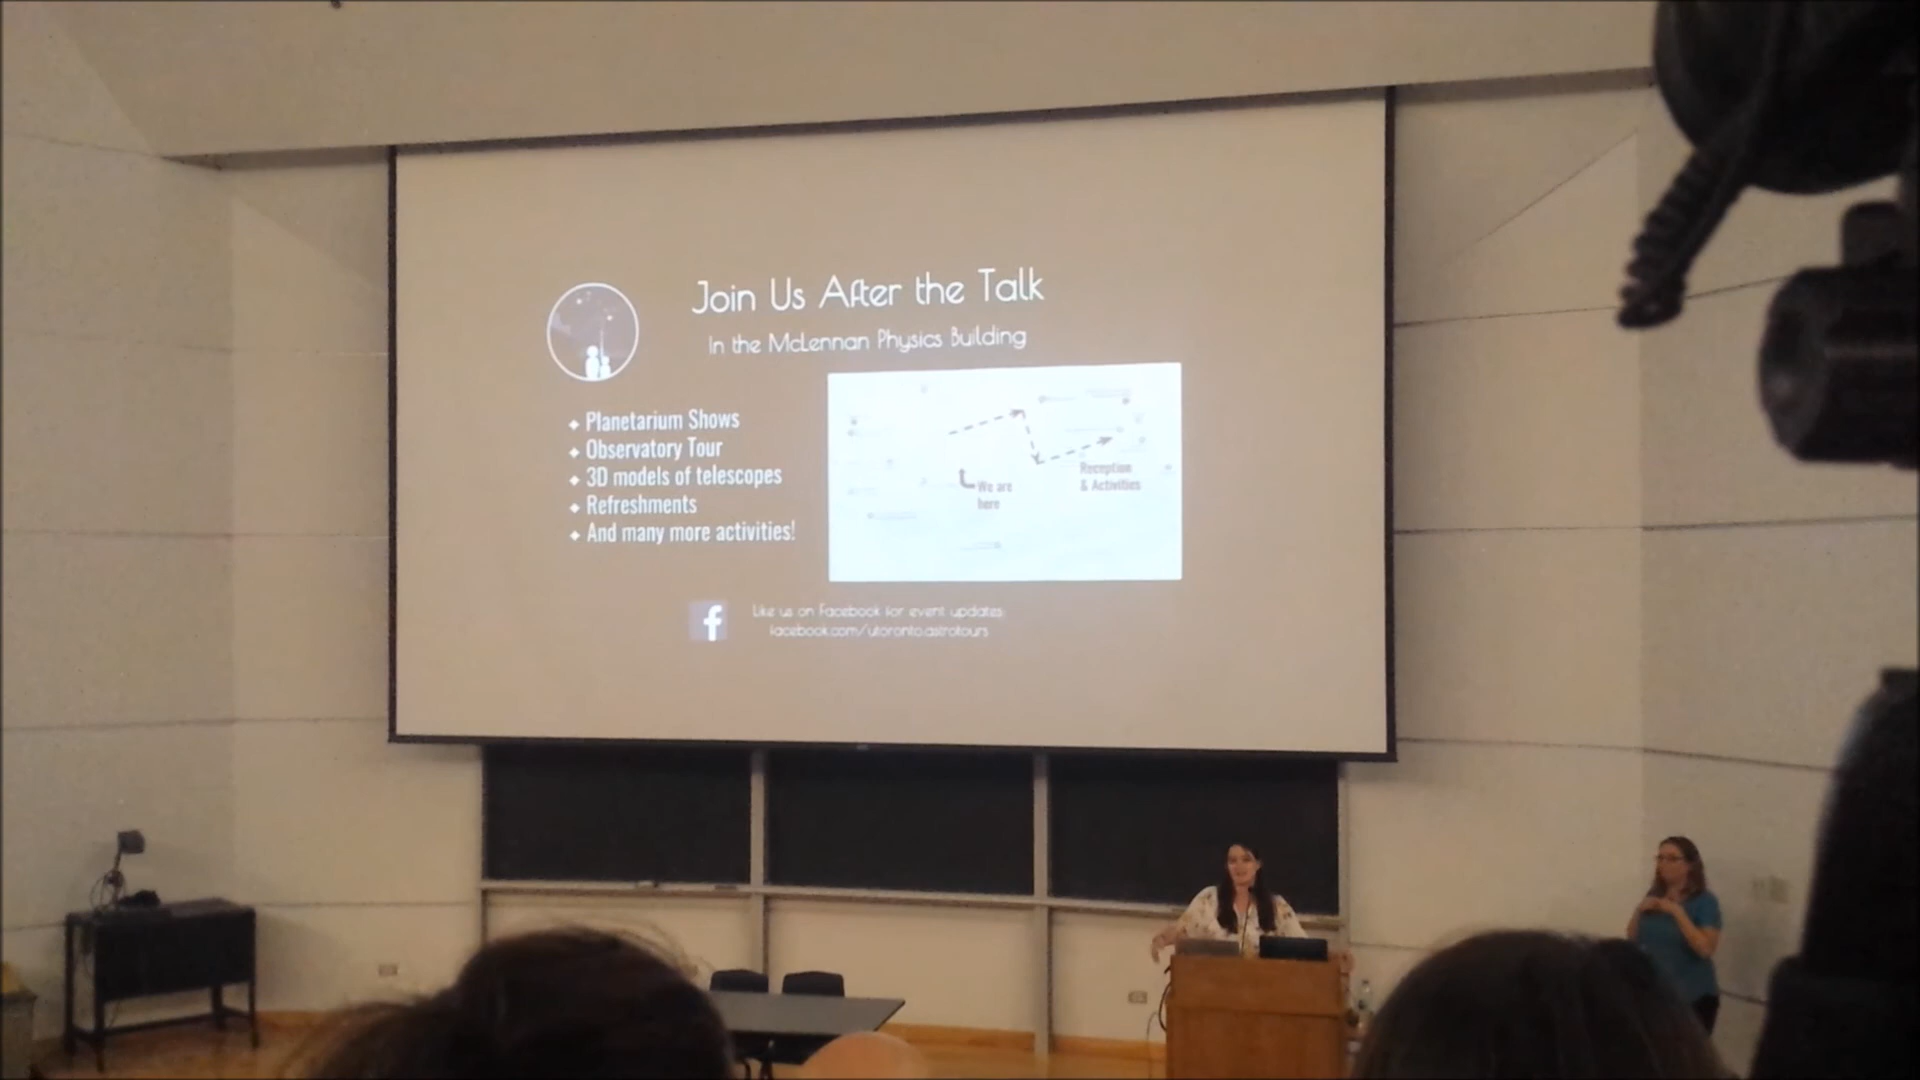 Join Us After the Talk
In the McLennan Physics Building
Planetarium Shows
Observatory Tour
3D models of telescopes
Refreshments
And many more activities!
We are
here
Reception
& Activities
f
Like us on Facebook for event updates
facebook.com/utoronto.astrotours